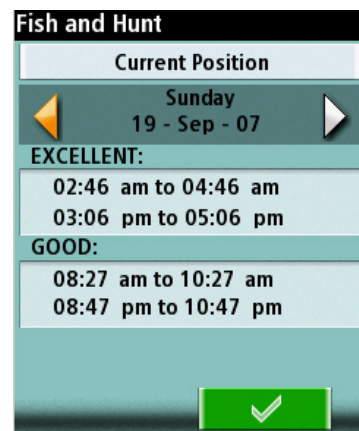 Fish and Hunt
Current Position
Sunday
19 - Sep - 07
EXCELLENT:
02:46 am to 04:46 am
03:06 pm to 05:06 pm
GOOD:
08:27 am to 10:27 am
08:47 pm to 10:47 pm